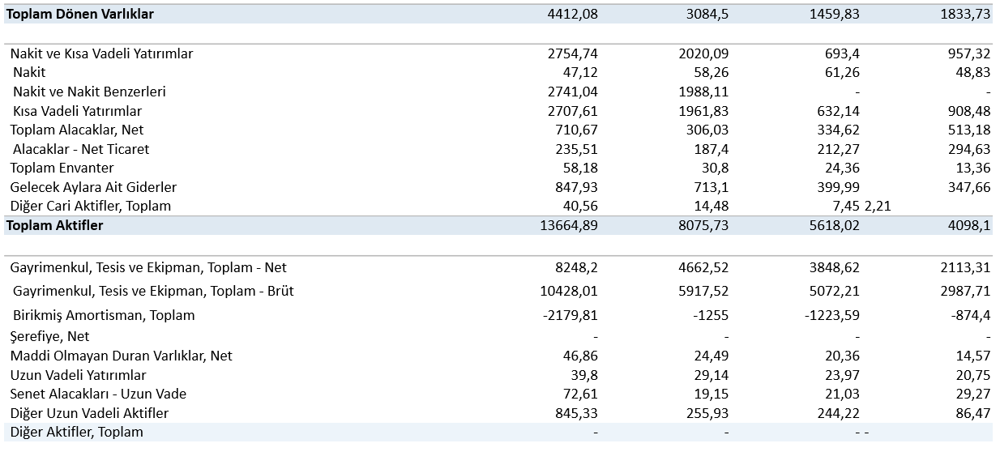 Toplam Dönen Varlıklar 4412,08 3084,5 1459,83 1833,73
Nakit ve Kısa Vadeli Yatırımlar 2754,74 2020,09 693,4 957,32
Nakit 47,12 58,26 61,26 48,83
Nakit ve Nakit Benzerleri 2741,04 1988,11 - -
Kısa Vadeli Yatırımlar 2707,61 1961,83 632,14 908,48
Toplam Alacaklar, Net 710,67 306,03 334,62 513,18
Alacaklar - Net Ticaret 235,51 187,4 212,27 294,63
Toplam Envanter 58,18 30,8 24,36 13,36
Gelecek Aylara Ait Giderler 847,93 713,1 399,99 347,66
Diğer Cari Aktifler, Toplam 40,56 14,48 7,45 2,21
Toplam Aktifler 13664,89 8075,73 5618,02 4098,1
Gayrimenkul, Tesis ve Ekipman, Toplam - Net 8248,2 4662,52 3848,62 2113,31
Gayrimenkul, Tesis ve Ekipman, Toplam - Brüt 10428,01 5917,52 5072,21 2987,71
Birikmiş Amortisman, Toplam -2179,81 -1255 -1223,59 -874,4
Şerefiye, Net - - - -
Maddi Olmayan Duran Varlıklar, Net 46,86 24,49 20,36 14,57
Uzun Vadeli Yatırımlar 39,8 29,14 23,97 20,75
Senet Alacakları - Uzun Vade 72,61 19,15 21,03 29,27
Diğer Uzun Vadeli Aktifler 845,33 255,93 244,22 86,47
Diğer Aktifler, Toplam - - - -